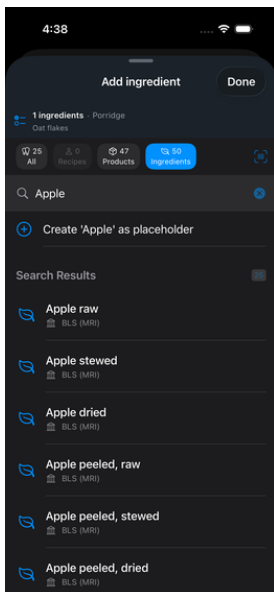 4:38
Add ingredient
Done
1 ingredients - Porridge
Oat flakes
25
All
0
Recipes
47
Products
50
Ingredients
Apple
Create 'Apple' as placeholder
Search Results
Apple raw
BLS (MRI)
Apple stewed
BLS (MRI)
Apple dried
BLS (MRI)
Apple peeled, raw
BLS (MRI)
Apple peeled, stewed
BLS (MRI)
Apple peeled, dried
BLS (MRI)